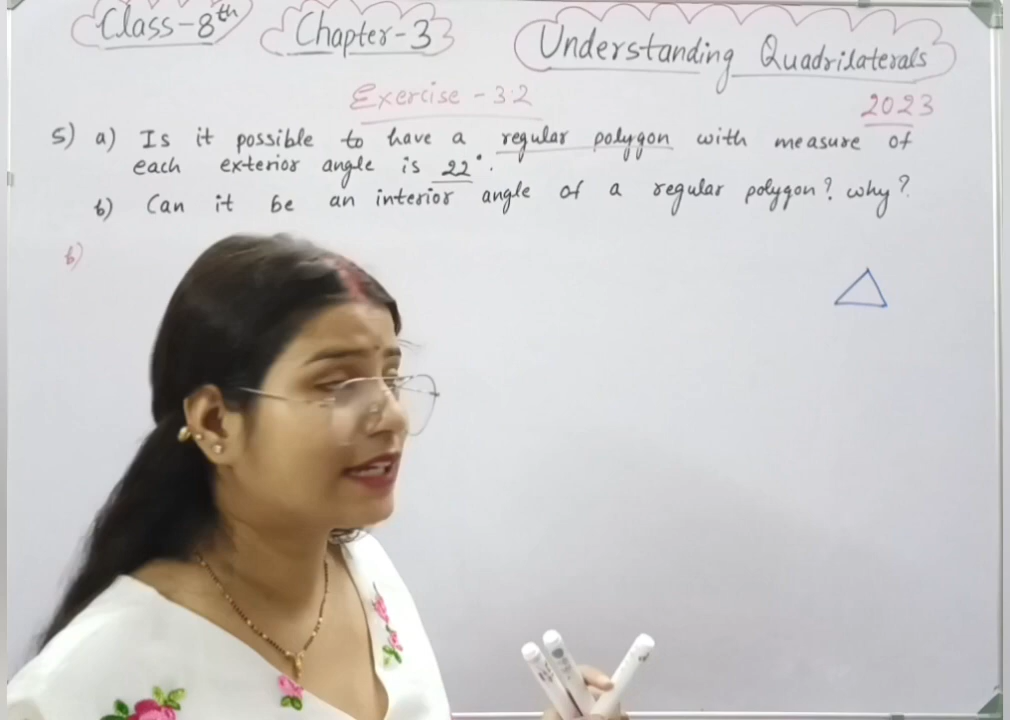 Class-8th Chapter-3 Understanding Quadrilaterals
Exercise - 3.2 2023
5) a) Is it possible to have a regular polygon with measure of
each exterior angle is 22°.
b) Can it be an interior angle of a regular polygon? why?
b)